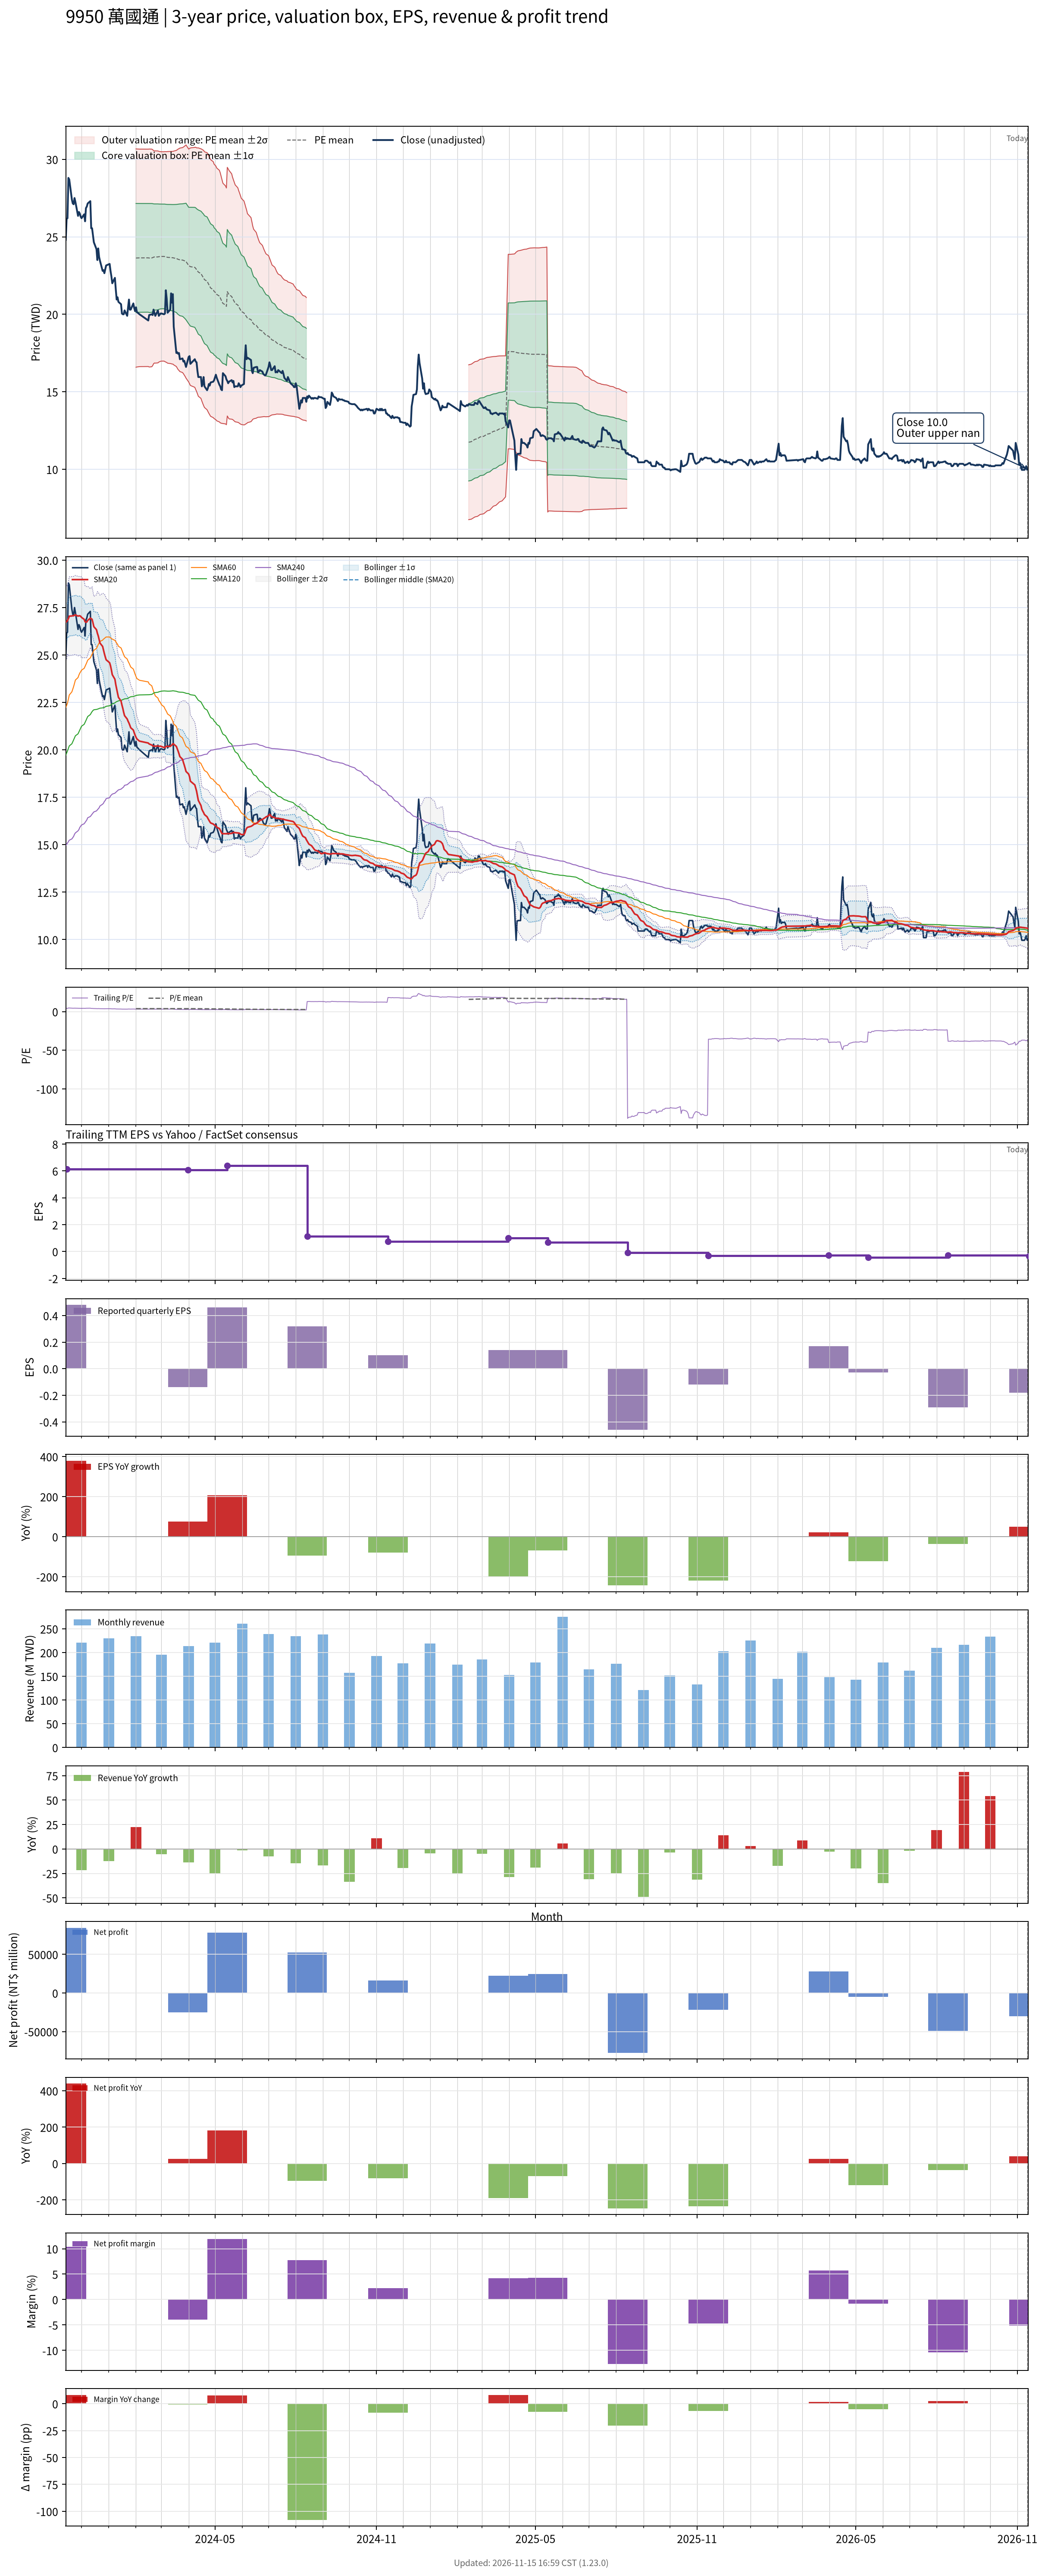 9950 萬國通 | 3-year price, valuation box, EPS, revenue & profit trend
Outer valuation range: PE mean ±2σ
Core valuation box: PE mean ±1σ
PE mean
Close (unadjusted)
Today
30
25
20
15
10
Price (TWD)
Close 10.0
Outer upper nan
Close (same as panel 1)
SMA20
SMA60
SMA120
SMA240
Bollinger ±2σ
Bollinger ±1σ
Bollinger middle (SMA20)
30.0
27.5
25.0
22.5
20.0
17.5
15.0
12.5
10.0
Price
Trailing P/E
P/E mean
0
-50
-100
P/E
Trailing TTM EPS vs Yahoo / FactSet consensus
Today
8
6
4
2
0
-2
EPS
Reported quarterly EPS
0.4
0.2
0.0
-0.2
-0.4
EPS
EPS YoY growth
400
200
0
-200
YoY (%)
Monthly revenue
250
200
150
100
50
0
Revenue (M TWD)
Revenue YoY growth
75
50
25
0
-25
-50
YoY (%)
Month
Net profit
50000
0
-50000
Net profit (NT$ million)
Net profit YoY
400
200
0
-200
YoY (%)
Net profit margin
10
5
0
-5
-10
Margin (%)
Margin YoY change
0
-25
-50
-75
-100
Δ margin (pp)
2024-05
2024-11
2025-05
2025-11
2026-05
2026-11
Updated: 2026-11-15 16:59 CST (1.23.0)